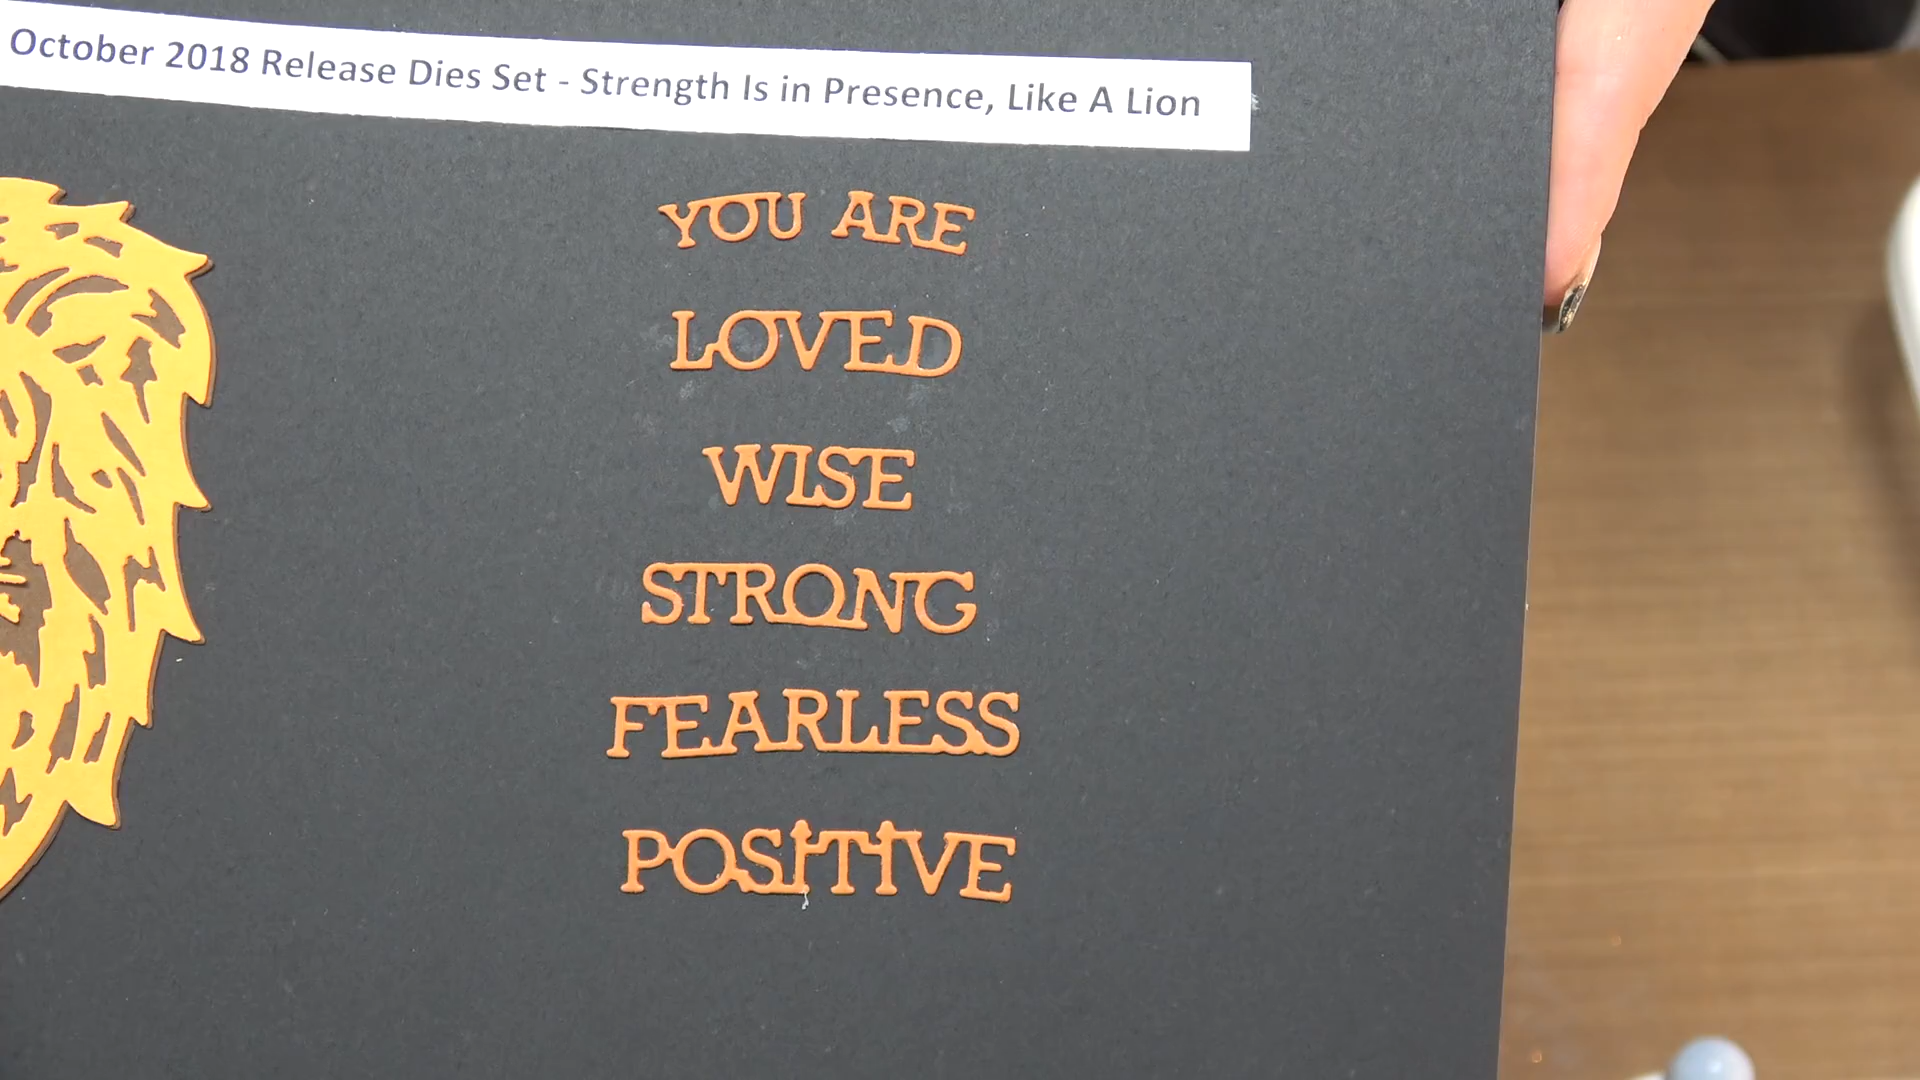 October 2018 Release Dies Set - Strength Is in Presence, Like A Lion
YOU ARE
LOVED
WISE
STRONG
FEARLESS
POSiTiVE